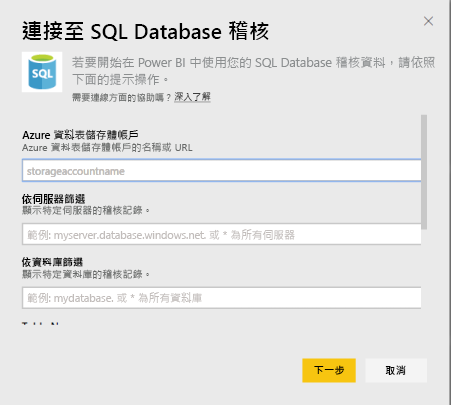 連接至 SQL Database 稽核
SQL
若要開始在 Power BI 中使用您的 SQL Database 稽核資料，請依照
下面的提示操作。
需要連線方面的協助嗎？深入了解
Azure 資料表儲存體帳戶
Azure 資料表儲存體帳戶的名稱或 URL
storageaccountname
依伺服器篩選
顯示特定伺服器的稽核記錄。
範例: myserver.database.windows.net. 或 * 為所有伺服器
依資料庫篩選
顯示特定資料庫的稽核記錄。
範例: mydatabase. 或 * 為所有資料庫
下一步 取消